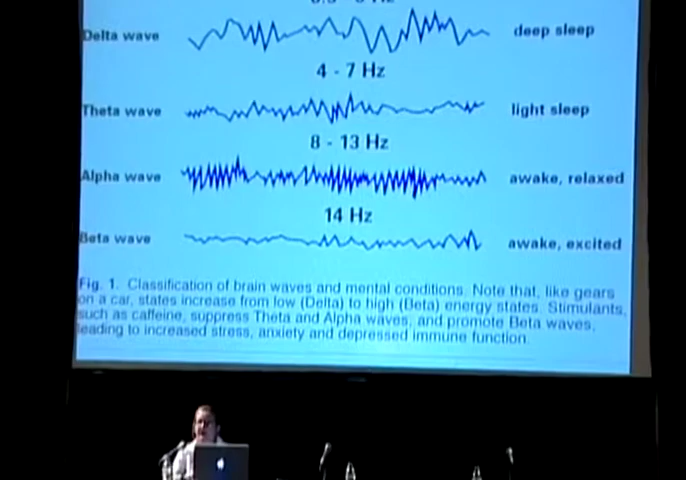 Delta wave
deep sleep
4 - 7 Hz
Theta wave
light sleep
8 - 13 Hz
Alpha wave
awake, relaxed
14 Hz
Beta wave
awake, excited
Fig. 1. Classification of brain waves and mental conditions. Note that, like gears
on a car, states increase from low (Delta) to high (Beta) energy states. Stimulants,
such as caffeine, suppress Theta and Alpha waves, and promote Beta waves,
leading to increased stress, anxiety and depressed immune function.